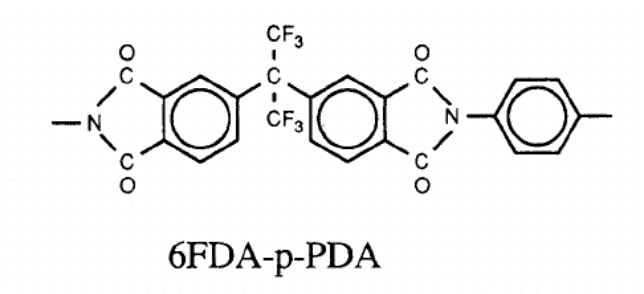 CF3
O O
C C C
N N
CF3
C C
O O
6FDA-p-PDA